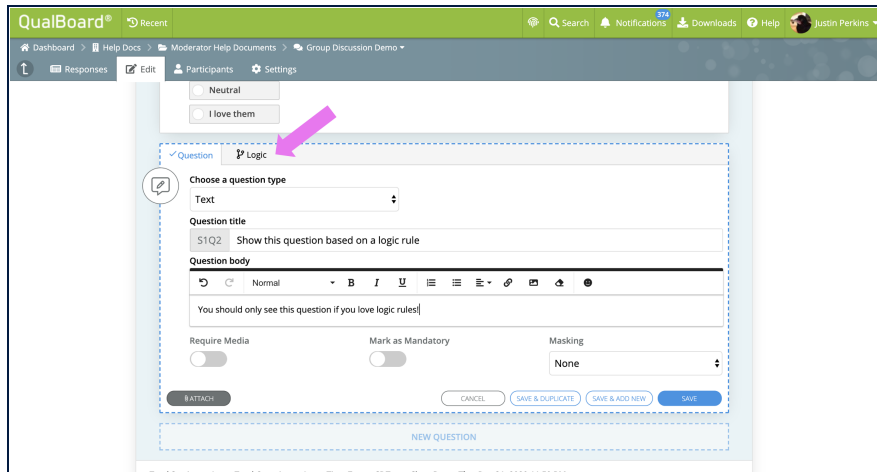 QualBoard® Recent Search 374 Notifications Downloads Help Justin Perkins
Dashboard > Help Docs > Moderator Help Documents > Group Discussion Demo
Responses Edit Participants Settings
Neutral
I love them
Question Logic
Choose a question type
Text
Question title
S1Q2 Show this question based on a logic rule
Question body
Normal B I U
You should only see this question if you love logic rules!
Require Media Mark as Mandatory Masking
None
ATTACH CANCEL SAVE & DUPLICATE SAVE & ADD NEW SAVE
NEW QUESTION